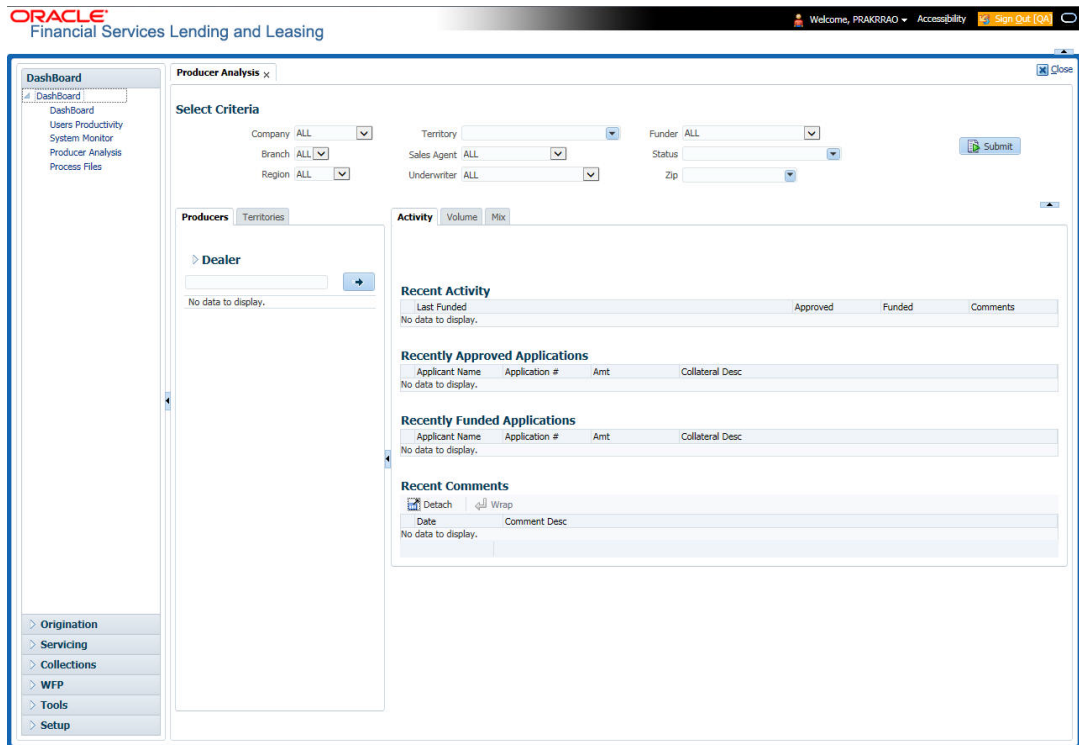 ORACLE®
Financial Services Lending and Leasing
Welcome, PRAKRRAO Accessibility Sign Out [QA]
DashBoard
DashBoard
DashBoard
Users Productivity
System Monitor
Producer Analysis
Process Files
Origination
Servicing
Collections
WFP
Tools
Setup
Producer Analysis x
Close
Select Criteria
Company ALL Territory Funder ALL
Branch ALL Sales Agent ALL Status
Region ALL Underwriter ALL Zip
Submit
Producers Territories
Dealer
No data to display.
Activity Volume Mix
Recent Activity
Last Funded Approved Funded Comments
No data to display.
Recently Approved Applications
Applicant Name Application # Amt Collateral Desc
No data to display.
Recently Funded Applications
Applicant Name Application # Amt Collateral Desc
No data to display.
Recent Comments
Detach Wrap
Date Comment Desc
No data to display.